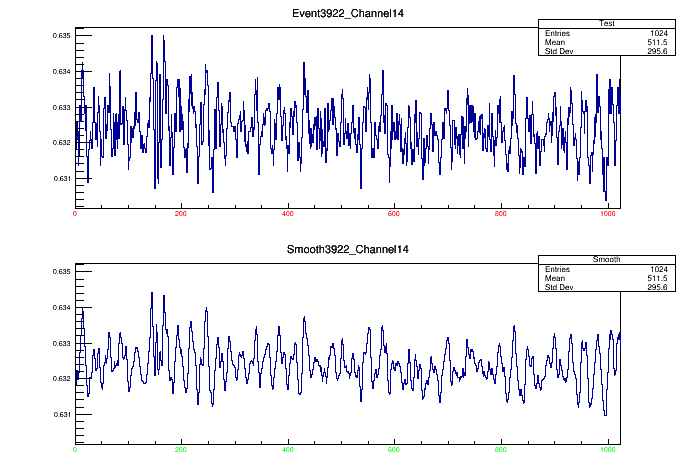 Event3922_Channel14
Test
Entries 1024
Mean 511.5
Std Dev 295.6
0.635
0.634
0.633
0.632
0.631
0 200 400 600 800 1000
Smooth3922_Channel14
Smooth
Entries 1024
Mean 511.5
Std Dev 295.6
0.635
0.634
0.633
0.632
0.631
0 200 400 600 800 1000